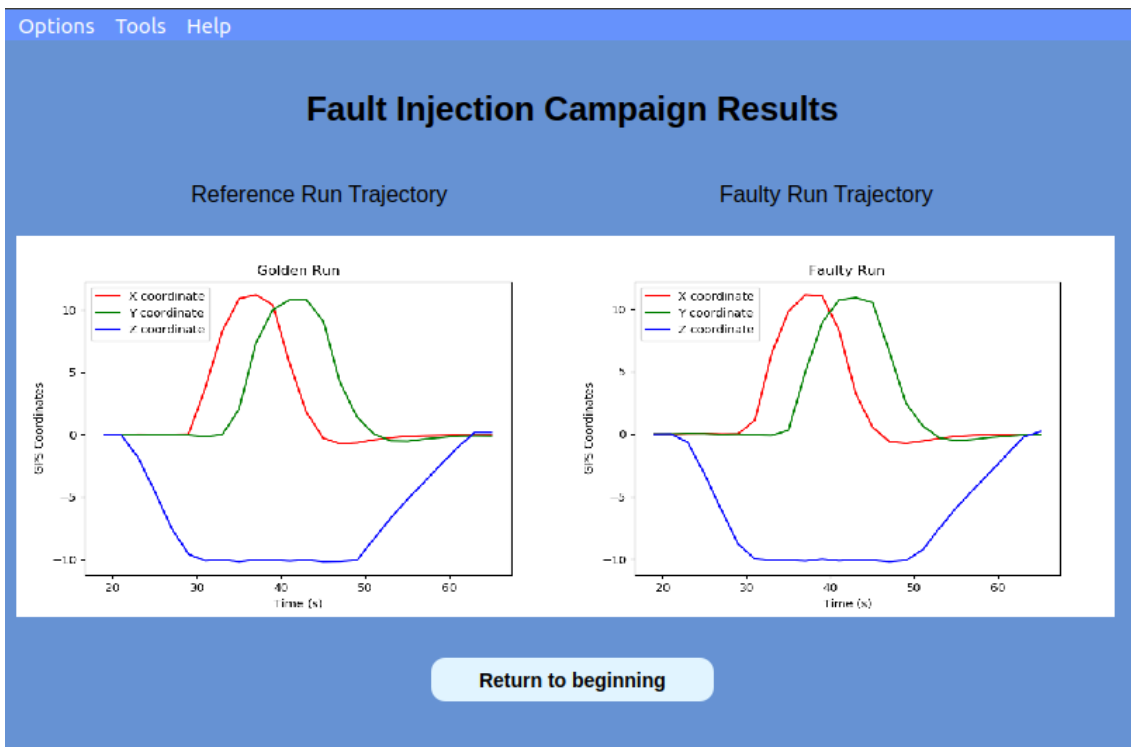 Options Tools Help
Fault Injection Campaign Results
Reference Run Trajectory
Faulty Run Trajectory
Golden Run
X coordinate
Y coordinate
Z coordinate
GPS Coordinates
10
5
0
−5
−10
20 30 40 50 60
Time (s)
Faulty Run
X coordinate
Y coordinate
Z coordinate
GPS Coordinates
10
5
0
−5
−10
20 30 40 50 60
Time (s)
Return to beginning